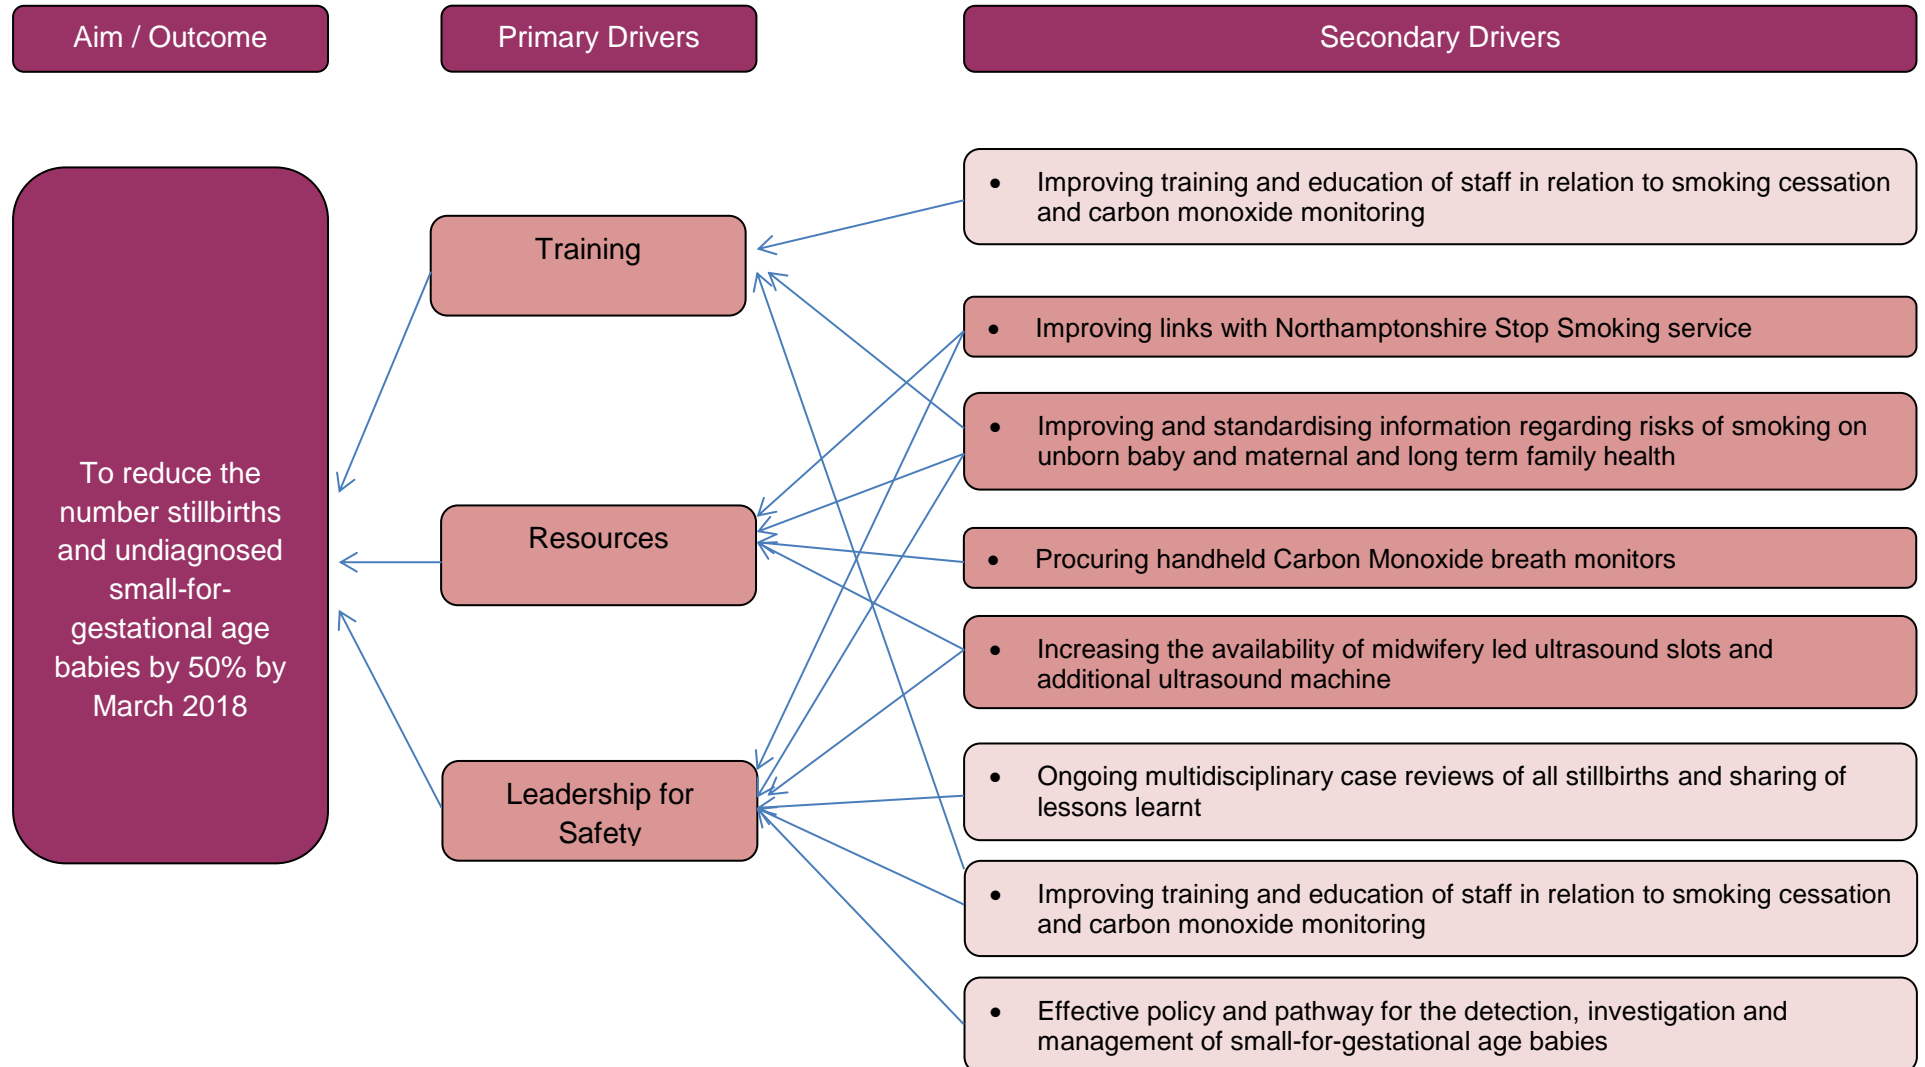 Aim / Outcome
Primary Drivers
Secondary Drivers
To reduce the
number stillbirths
and undiagnosed
small-for-
gestational age
babies by 50% by
March 2018
Training
Resources
Leadership for
Safety
• Improving training and education of staff in relation to smoking cessation
and carbon monoxide monitoring
• Improving links with Northamptonshire Stop Smoking service
• Improving and standardising information regarding risks of smoking on
unborn baby and maternal and long term family health
• Procuring handheld Carbon Monoxide breath monitors
• Increasing the availability of midwifery led ultrasound slots and
additional ultrasound machine
• Ongoing multidisciplinary case reviews of all stillbirths and sharing of
lessons learnt
• Improving training and education of staff in relation to smoking cessation
and carbon monoxide monitoring
• Effective policy and pathway for the detection, investigation and
management of small-for-gestational age babies